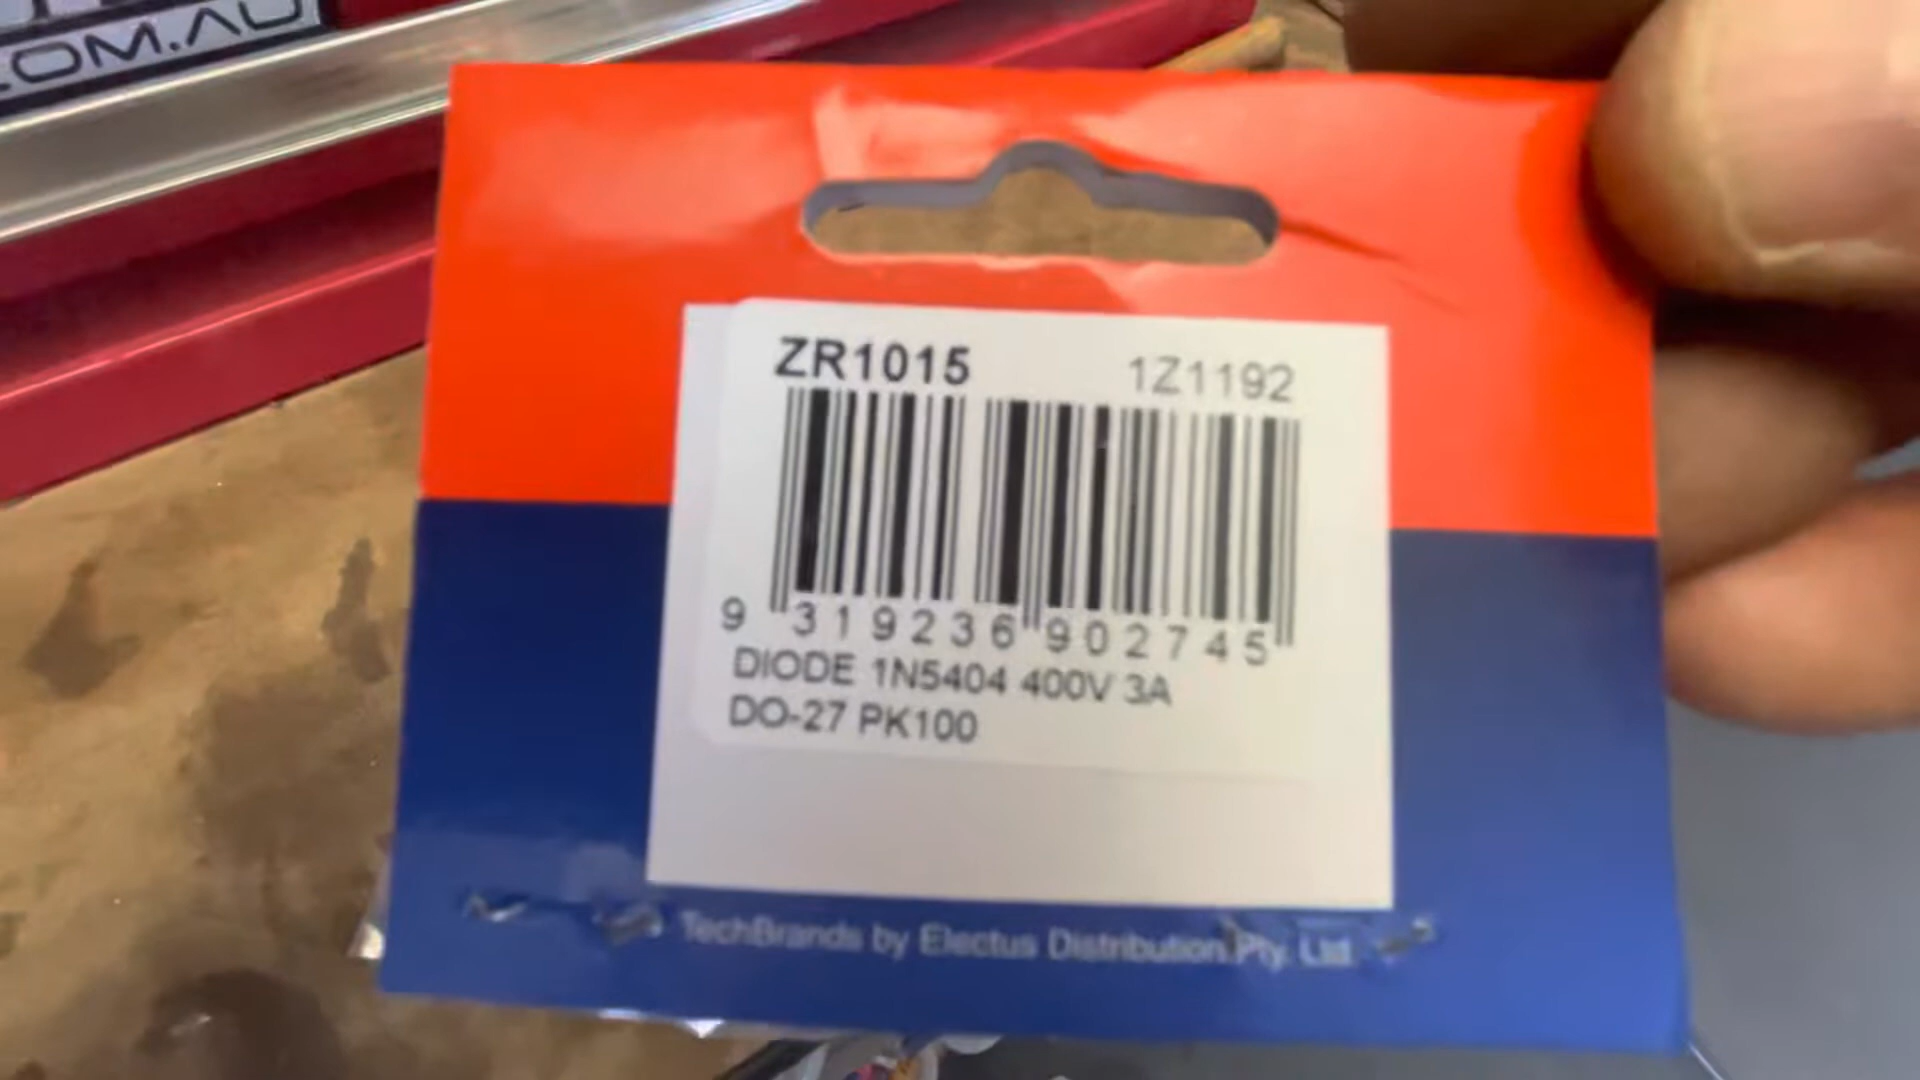 COM.AU
ZR1015 1Z1192
9 319236 902745
DIODE 1N5404 400V 3A
DO-27 PK100
TechBrands by Electus Distribution Pty. Ltd